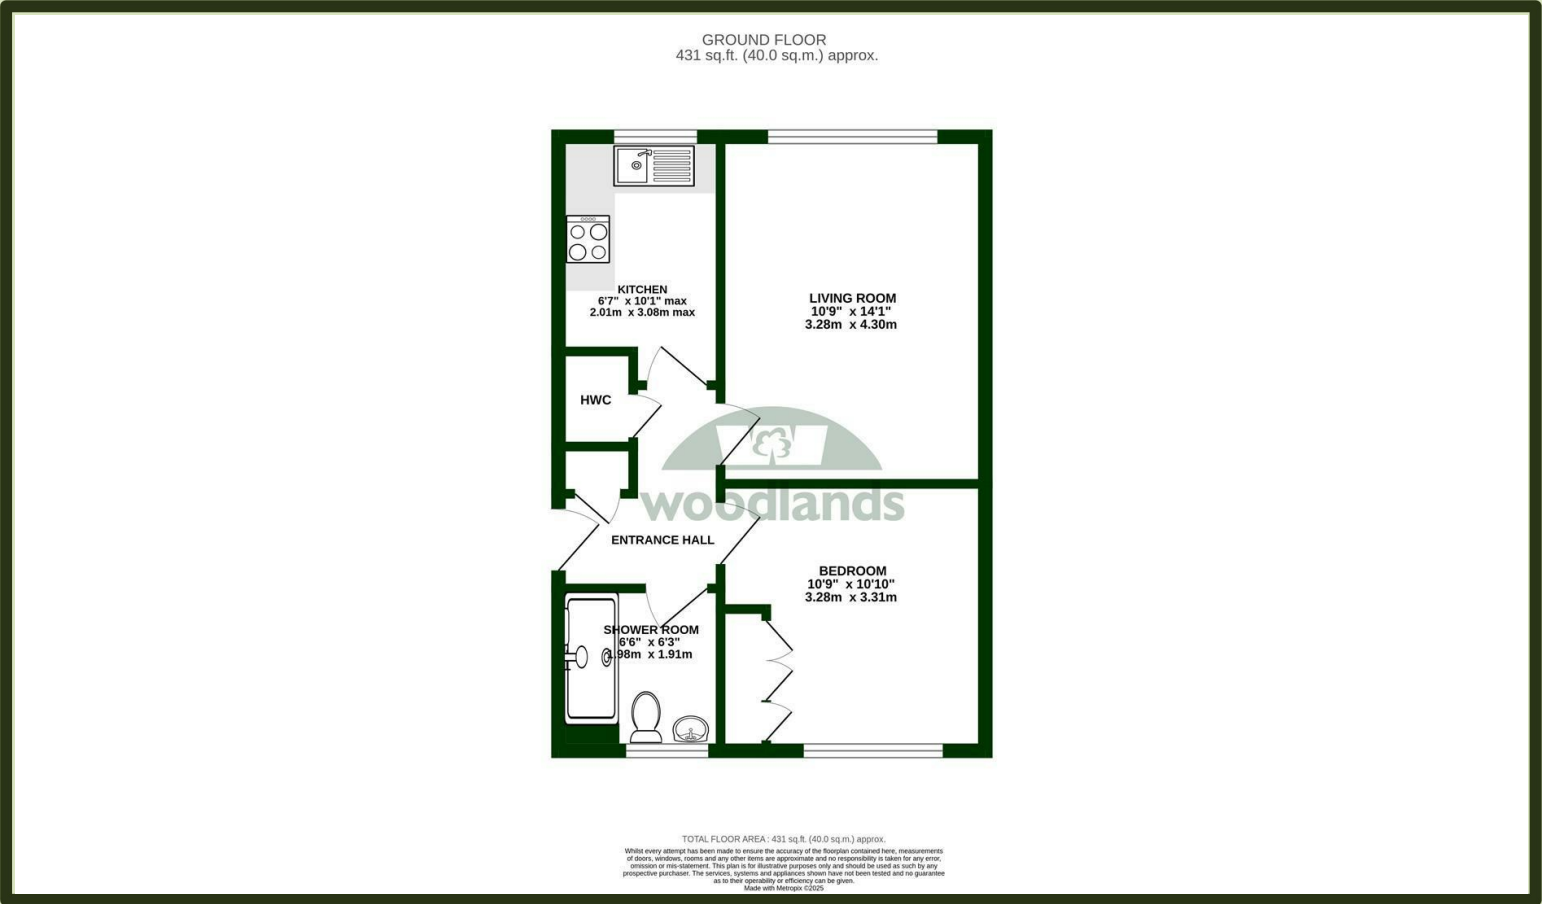 GROUND FLOOR
431 sq.ft. (40.0 sq.m.) approx.
KITCHEN
6'7" x 10'1" max
2.01m x 3.08m max
LIVING ROOM
10'9" x 14'1"
3.28m x 4.30m
HWC
woodlands
ENTRANCE HALL
BEDROOM
10'9" x 10'10"
3.28m x 3.31m
SHOWER ROOM
6'6" x 6'3"
1.98m x 1.91m
TOTAL FLOOR AREA : 431 sq.ft. (40.0 sq.m.) approx.
Whilst every attempt has been made to ensure the accuracy of the floorplan contained here, measurements
of doors, windows, rooms and any other items are approximate and no responsibility is taken for any error,
omission or mis-statement. This plan is for illustrative purposes only and should be used as such by any
prospective purchaser. The services, systems and appliances shown have not been tested and no guarantee
as to their operability or efficiency can be given.
Made with Metropix ©2025